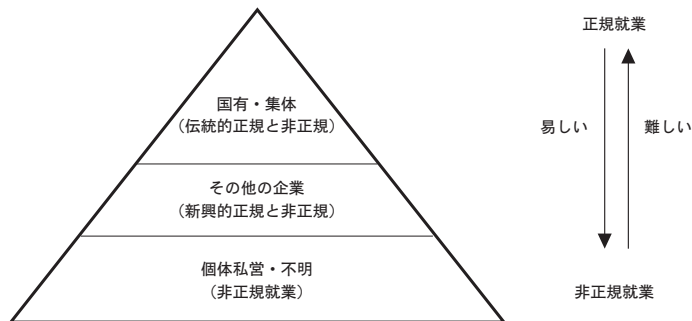 正規就業
国有・集体
(伝統的正規と非正規)
易しい
難しい
その他の企業
(新興的正規と非正規)
個体私営・不明
(非正規就業)
非正規就業